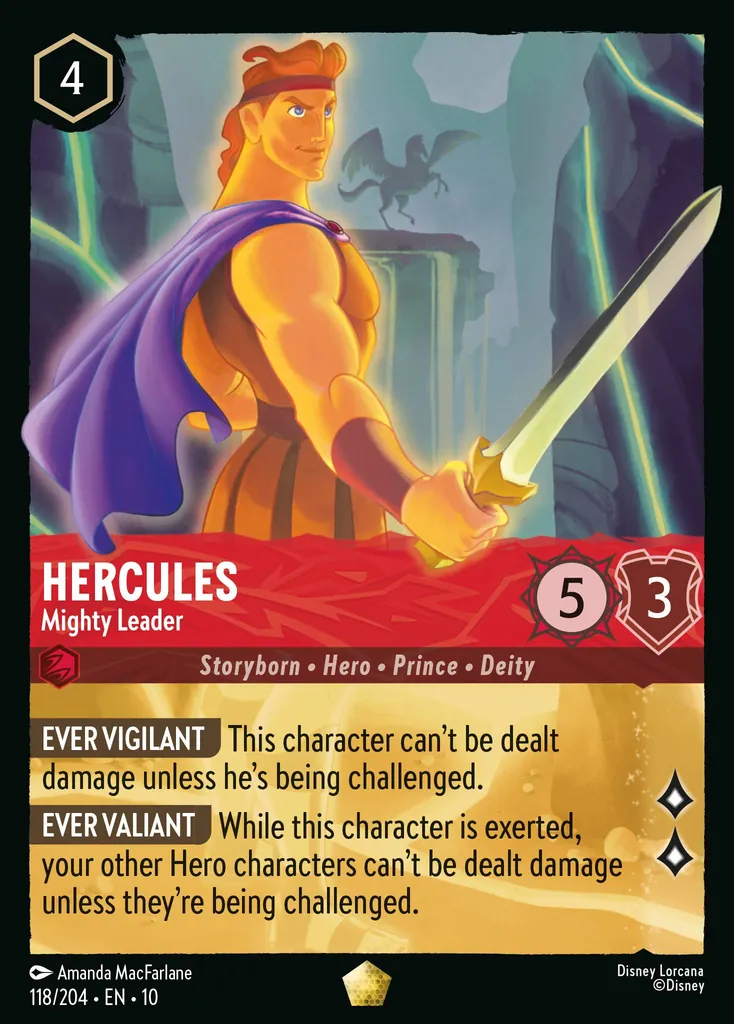 4
HERCULES
Mighty Leader
5
3
Storyborn • Hero • Prince • Deity
EVER VIGILANT This character can't be dealt
damage unless he's being challenged.
EVER VALIANT While this character is exerted,
your other Hero characters can't be dealt damage
unless they're being challenged.
Amanda MacFarlane
118/204 • EN • 10
Disney Lorcana
©Disney